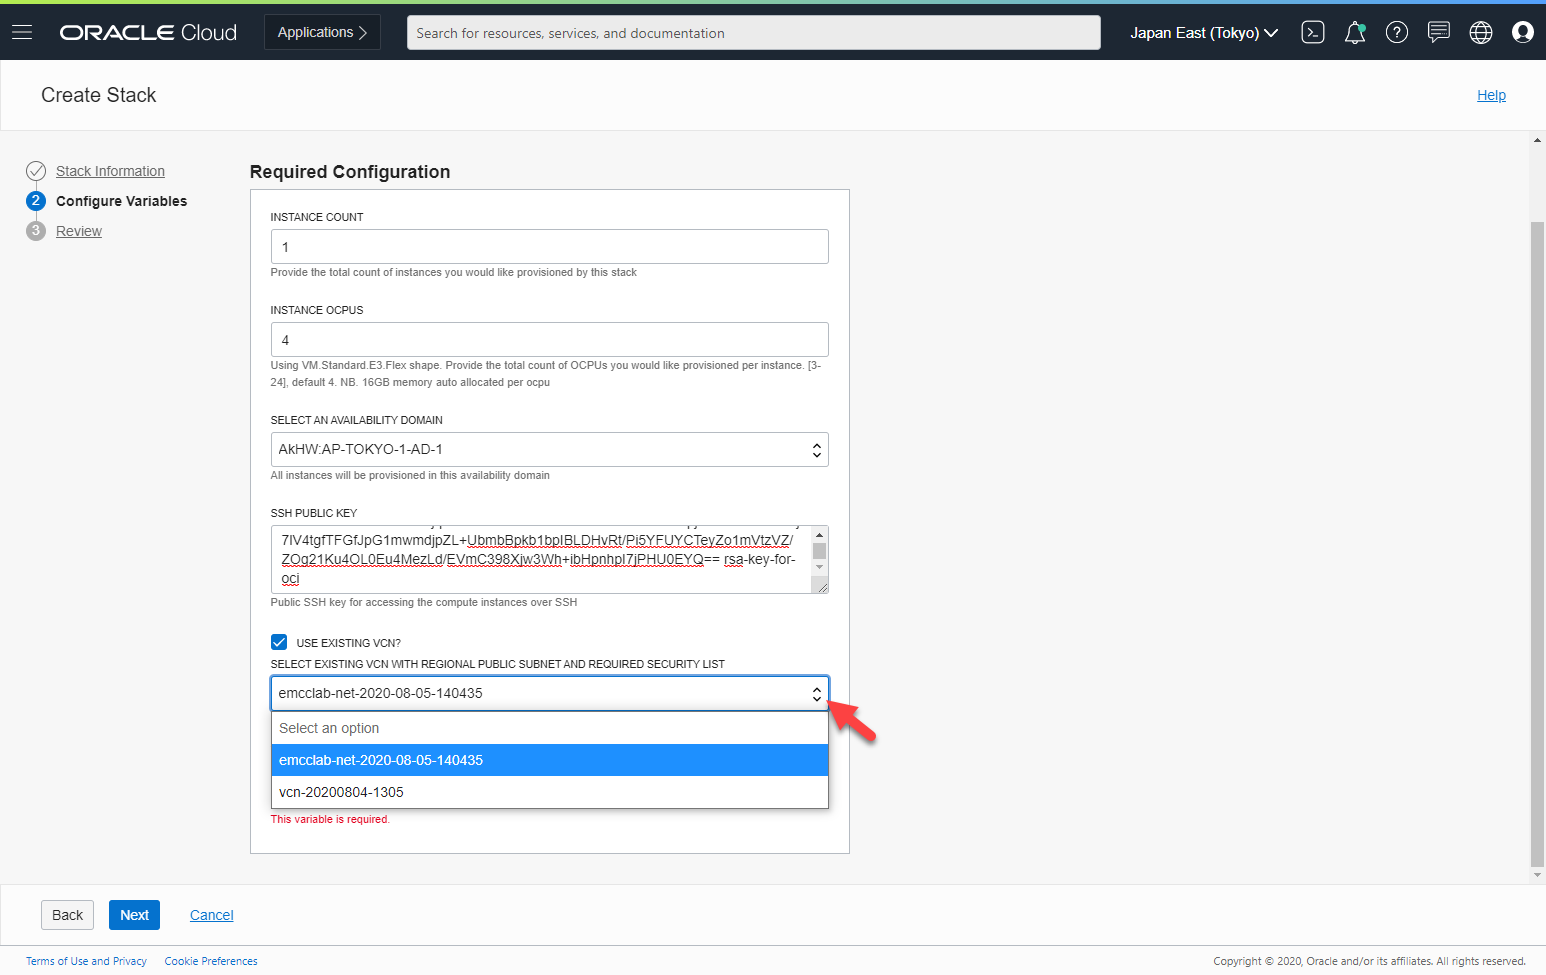 ORACLE Cloud
Applications
Search for resources, services, and documentation
Japan East (Tokyo)
Create Stack
Help
Stack Information
2 Configure Variables
3 Review
Required Configuration
INSTANCE COUNT
1
Provide the total count of instances you would like provisioned by this stack
INSTANCE OCPUS
4
Using VM.Standard.E3.Flex shape. Provide the total count of OCPUs you would like provisioned per instance. [3-
24], default 4. NB. 16GB memory auto allocated per ocpu
SELECT AN AVAILABILITY DOMAIN
AkHW:AP-TOKYO-1-AD-1
All instances will be provisioned in this availability domain
SSH PUBLIC KEY
7IV4tgfTFGfJpG1mwmdjpZL+UbmbBpkb1bpIBLDHvRt/Pi5YFUYCTeyZo1mVtzVZ/
ZOg21Ku4OL0Eu4MezLd/EVmC398Xjw3Wh+ibHpnhpI7jPHU0EYQ== rsa-key-for-
oci
Public SSH key for accessing the compute instances over SSH
USE EXISTING VCN?
SELECT EXISTING VCN WITH REGIONAL PUBLIC SUBNET AND REQUIRED SECURITY LIST
emcclab-net-2020-08-05-140435
Select an option
emcclab-net-2020-08-05-140435
vcn-20200804-1305
This variable is required.
Back
Next
Cancel
Terms of Use and Privacy
Cookie Preferences
Copyright © 2020, Oracle and/or its affiliates. All rights reserved.